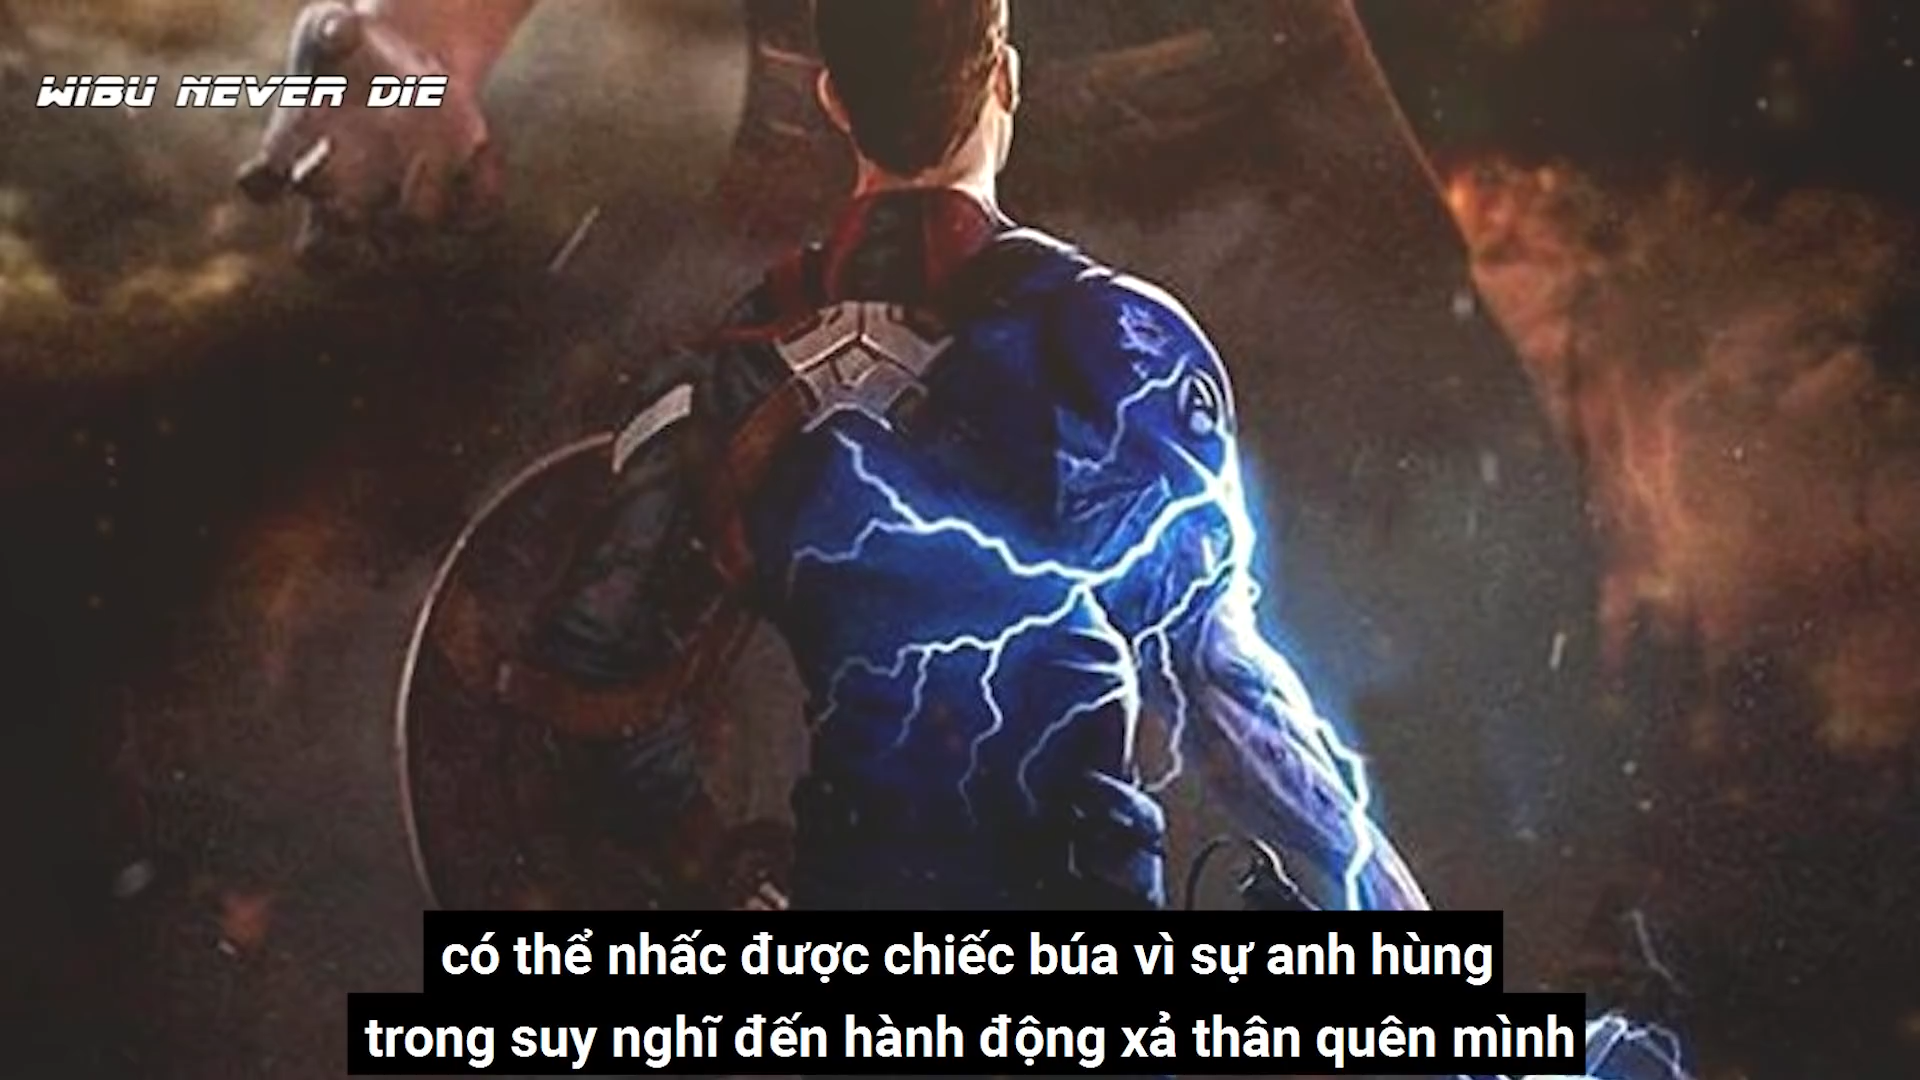 WIBU NEVER DIE
có thể nhấc được chiếc búa vì sự anh hùng
trong suy nghĩ đến hành động xả thân quên mình